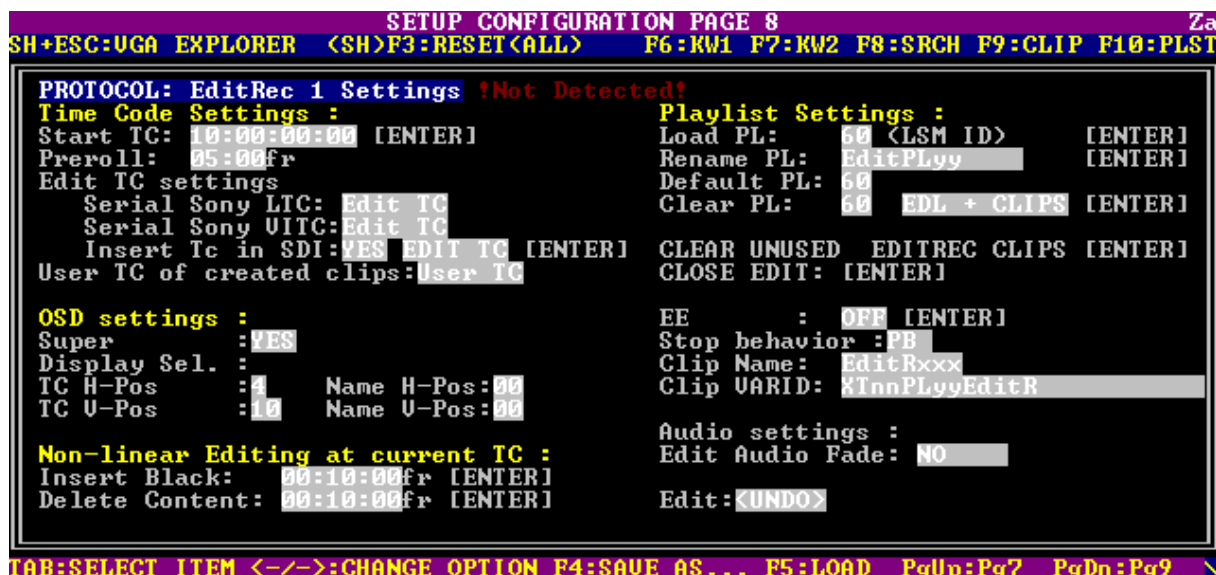 SETUP CONFIGURATION PAGE 8 Za
SH+ESC:VGA EXPLORER <SH>F3:RESET<ALL> F6:KW1 F7:KW2 F8:SRCH F9:CLIP F10:PLST
PROTOCOL: EditRec 1 Settings !Not Detected!
Time Code Settings : Playlist Settings :
Start TC: 10:00:00:00 [ENTER] Load PL: 60 <LSM ID> [ENTER]
Preroll: 05:00fr Rename PL: EditPLyy [ENTER]
Edit TC settings Default PL: 60
Serial Sony LTC: Edit TC Clear PL: 60 EDL + CLIPS [ENTER]
Serial Sony VITC:Edit TC
Insert Tc in SDI:YES EDIT TC [ENTER] CLEAR UNUSED EDITREC CLIPS [ENTER]
User TC of created clips:User TC CLOSE EDIT: [ENTER]
OSD settings : EE : OFF [ENTER]
Super :YES Stop behavior :PB
Display Sel. : Clip Name: EditRxxx
TC H-Pos :4 Name H-Pos:00 Clip VARID: XTnnPLyyEditR
TC V-Pos :10 Name V-Pos:00
Audio settings :
Non-linear Editing at current TC : Edit Audio Fade: NO
Insert Black: 00:10:00fr [ENTER]
Delete Content: 00:10:00fr [ENTER] Edit:<UNDO>
TAB:SELECT ITEM <-/->:CHANGE OPTION F4:SAVE AS... F5:LOAD PgUp:Pg7 PgDn:Pg9